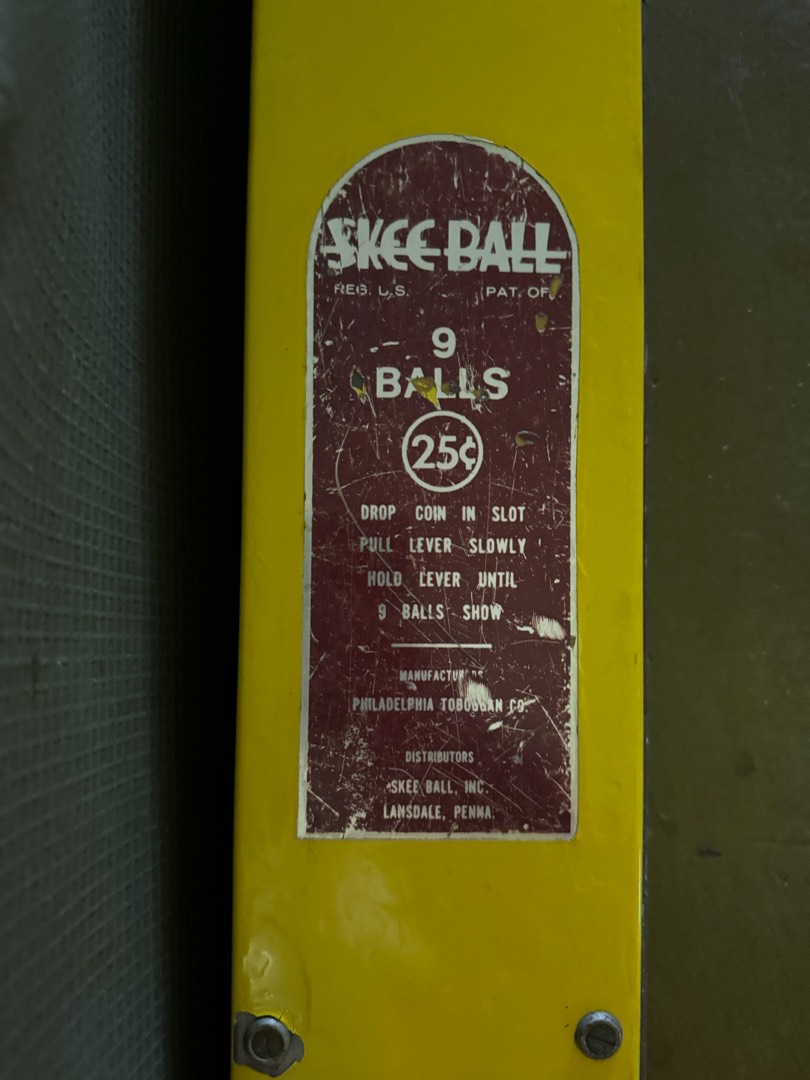 SKEE BALL
REG. U.S. PAT. OF.
9
BALLS
25¢
DROP COIN IN SLOT
PULL LEVER SLOWLY
HOLD LEVER UNTIL
9 BALLS SHOW
MANUFACTURERS
PHILADELPHIA TOBOGGAN CO.
DISTRIBUTORS
SKEE BALL, INC.
LANSDALE, PENNA.